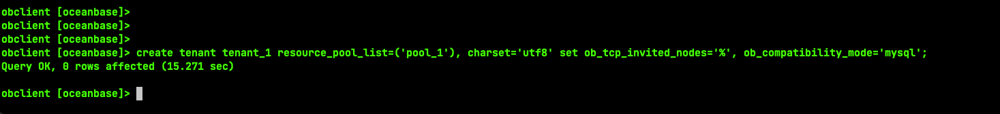 obclient [oceanbase]>
obclient [oceanbase]>
obclient [oceanbase]>
obclient [oceanbase]> create tenant tenant_1 resource_pool_list=('pool_1'), charset='utf8' set ob_tcp_invited_nodes='%', ob_compatibility_mode='mysql';
Query OK, 0 rows affected (15.271 sec)
obclient [oceanbase]>